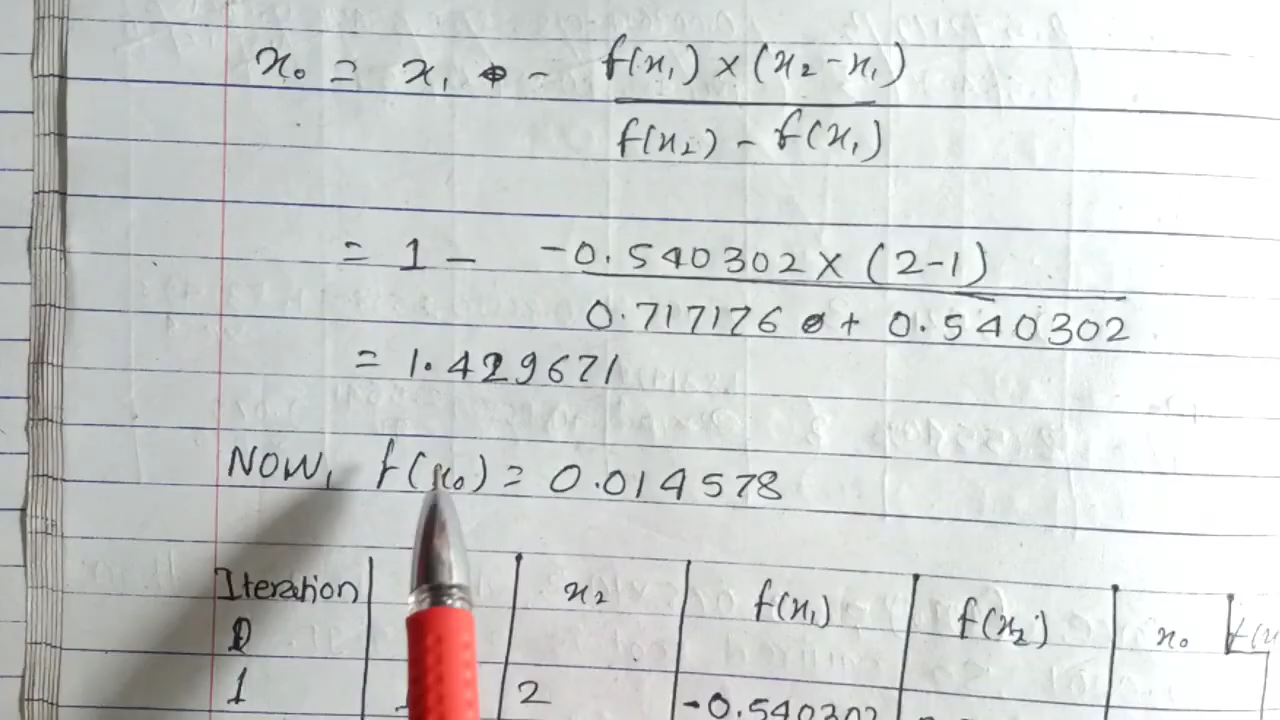 x₀ = x₁ - f(x₁) × (x₂ - x₁)
f(x₂) - f(x₁)
= 1 - -0.540302 × (2-1)
0.717176 + 0.540302
= 1.429671
NOW, f(x₀) = 0.014578
Iteration x₂ f(x₁) f(x₂) x₀
1 2 -0.540302